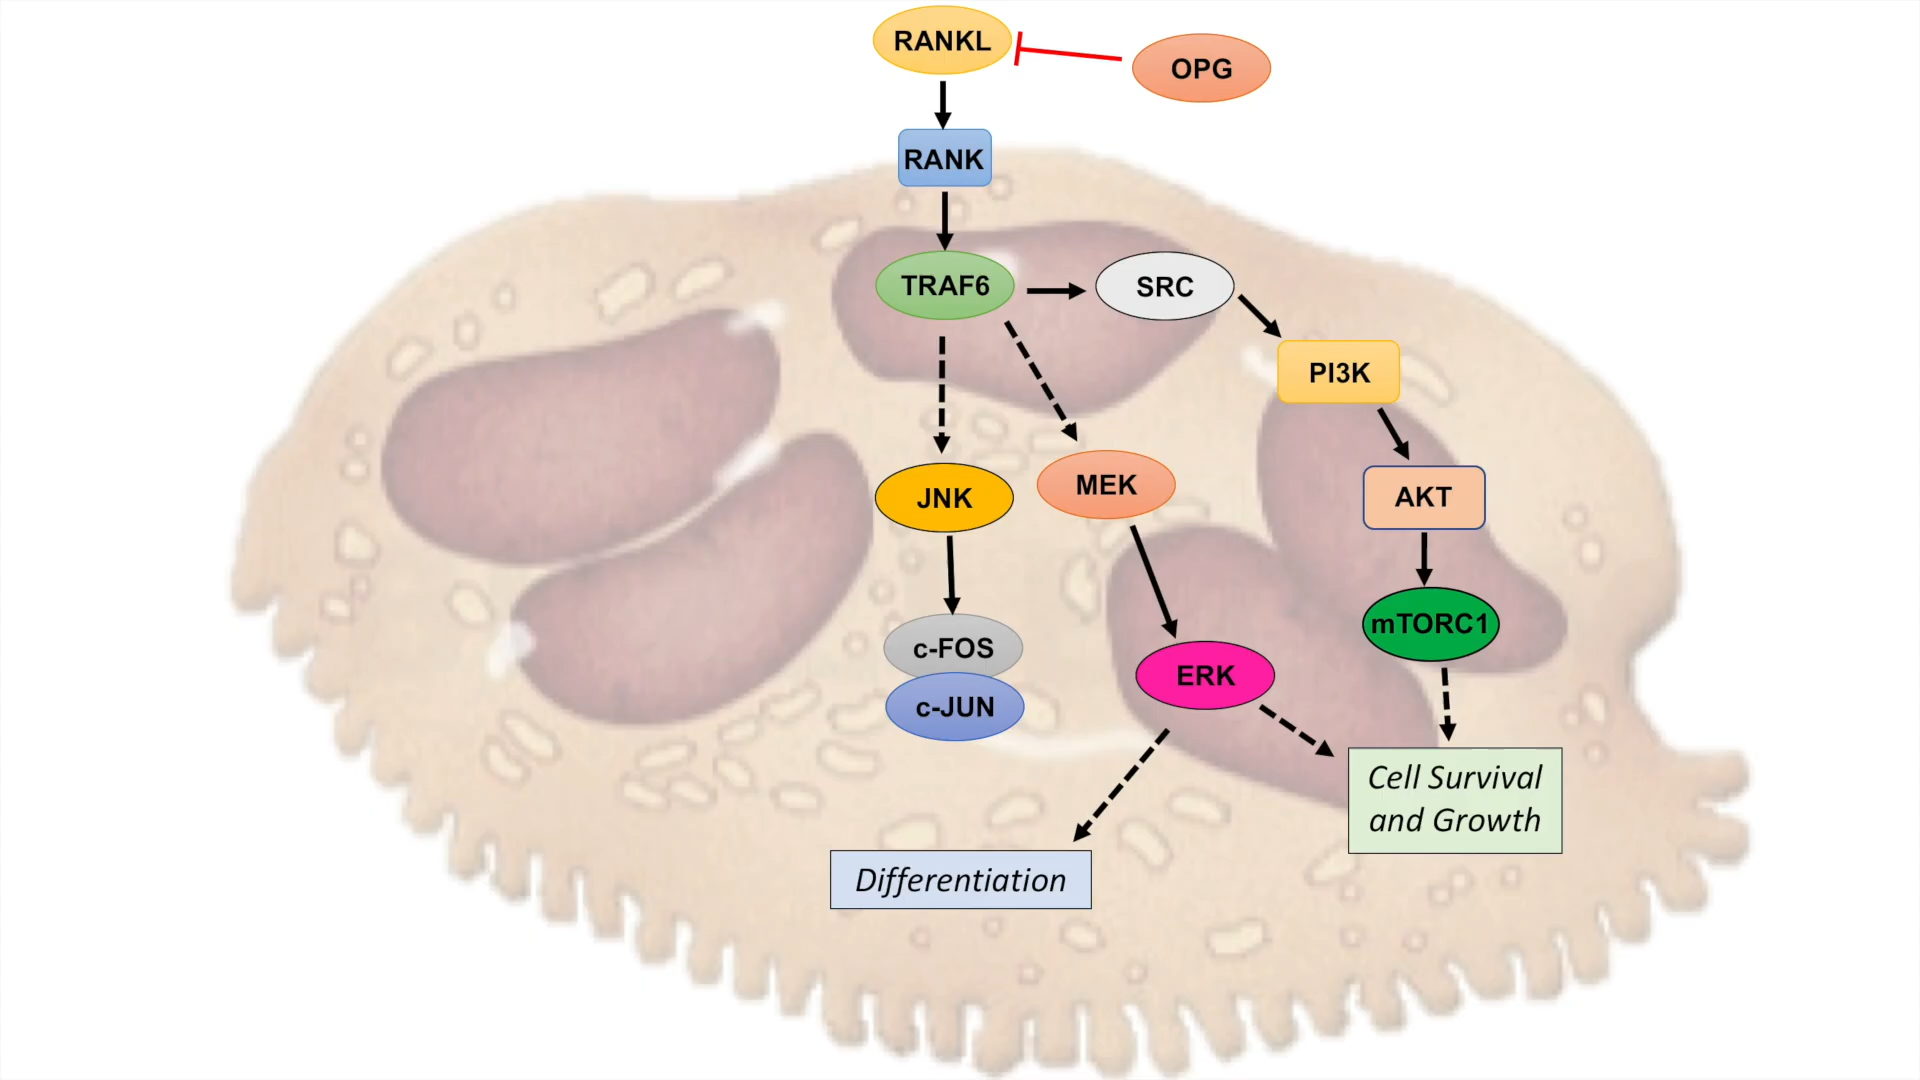 RANKL
OPG
RANK
TRAF6
SRC
PI3K
JNK
MEK
AKT
c-FOS
c-JUN
ERK
mTORC1
Cell Survival
and Growth
Differentiation